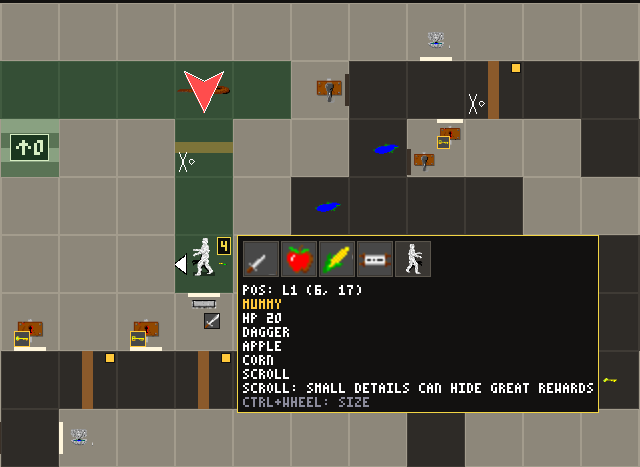 ↑0
4
POS: L1 (6, 17)
MUMMY
HP 20
DAGGER
APPLE
CORN
SCROLL
SCROLL: SMALL DETAILS CAN HIDE GREAT REWARDS
CTRL+WHEEL: SIZE